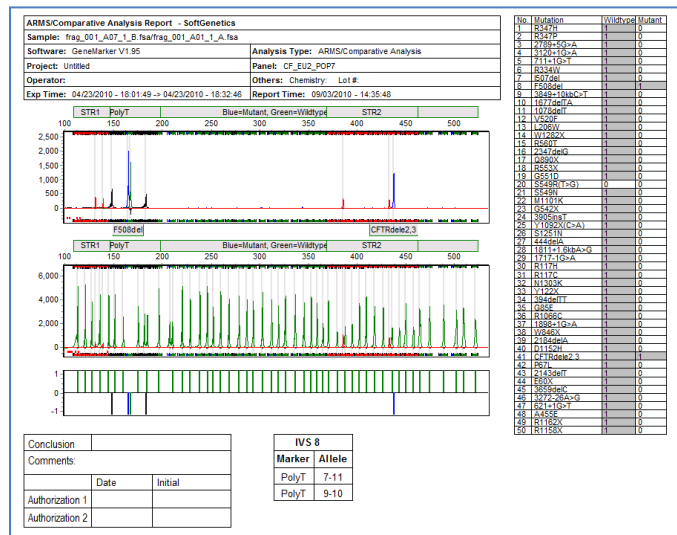 ARMS/Comparative Analysis Report - SoftGenetics
Sample: frag_001_A07_1_B.fsa/frag_001_A01_1_A.fsa
Software: GeneMarker V1.95 Analysis Type: ARMS/Comparative Analysis
Project: Untitled Panel: CF_EU2_POP7
Operator: Others: Chemistry: Lot#:
Exp Time: 04/23/2010 - 18:01:49 -> 04/23/2010 - 18:32:46 Report Time: 09/03/2010 - 14:35:48
STR1 PolyT Blue=Mutant, Green=Wildtype STR2
100 150 200 250 300 350 400 450 500
2,500
2,000
1,500
1,000
500
0
F508del CFTRdele2,3
STR1 PolyT Blue=Mutant, Green=Wildtype STR2
100 150 200 250 300 350 400 450 500
6,000
4,000
2,000
0
1
0
-1
Conclusion
Comments:
Date Initial
Authorization 1
Authorization 2
IVS 8
Marker Allele
PolyT 7-11
PolyT 9-10
No. Mutation Wildtype Mutant
1 R347H 1 0
2 R347P 1 0
3 2789+5G>A 1 0
4 3120+1G>A 1 0
5 711+1G>T 1 0
6 R334W 1 0
7 I507del 1 0
8 F508del 1 1
9 3849+10kbC>T 1 0
10 1677delTA 1 0
11 1078delT 1 0
12 V520F 1 0
13 L206W 1 0
14 W1282X 1 0
15 R560T 1 0
16 2347delG 1 0
17 Q890X 1 0
18 R553X 1 0
19 G551D 1 0
20 S549R(T>G) 0 0
21 S549N 1 0
22 M1101K 1 0
23 G542X 1 0
24 3905insT 1 0
25 Y1092X(C>A) 1 0
26 S1251N 1 0
27 444delA 1 0
28 1811+1.6kbA>G 1 0
29 1717-1G>A 1 0
30 R117H 1 0
31 R117C 1 0
32 N1303K 1 0
33 Y122X 1 0
34 394delTT 1 0
35 G85E 1 0
36 R1066C 1 0
37 1898+1G>A 1 0
38 W846X 1 0
39 2184delA 1 0
40 D1152H 1 0
41 CFTRdele2,3 1 1
42 P67L 1 0
43 2143delT 1 0
44 E60X 1 0
45 3659delC 1 0
46 3272-26A>G 1 0
47 621+1G>T 1 0
48 A455E 1 0
49 R1162X 1 0
50 R1158X 1 0